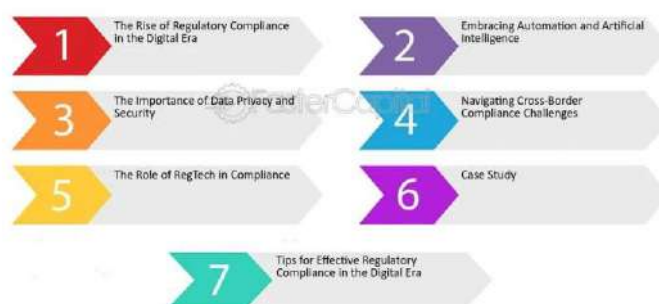 1
The Rise of Regulatory Compliance
in the Digital Era
2
Embracing Automation and Artificial
Intelligence
3
The Importance of Data Privacy and
Security
4
Navigating Cross-Border
Compliance Challenges
5
The Role of RegTech in Compliance
6
Case Study
7
Tips for Effective Regulatory
Compliance in the Digital Era
FasterCapital